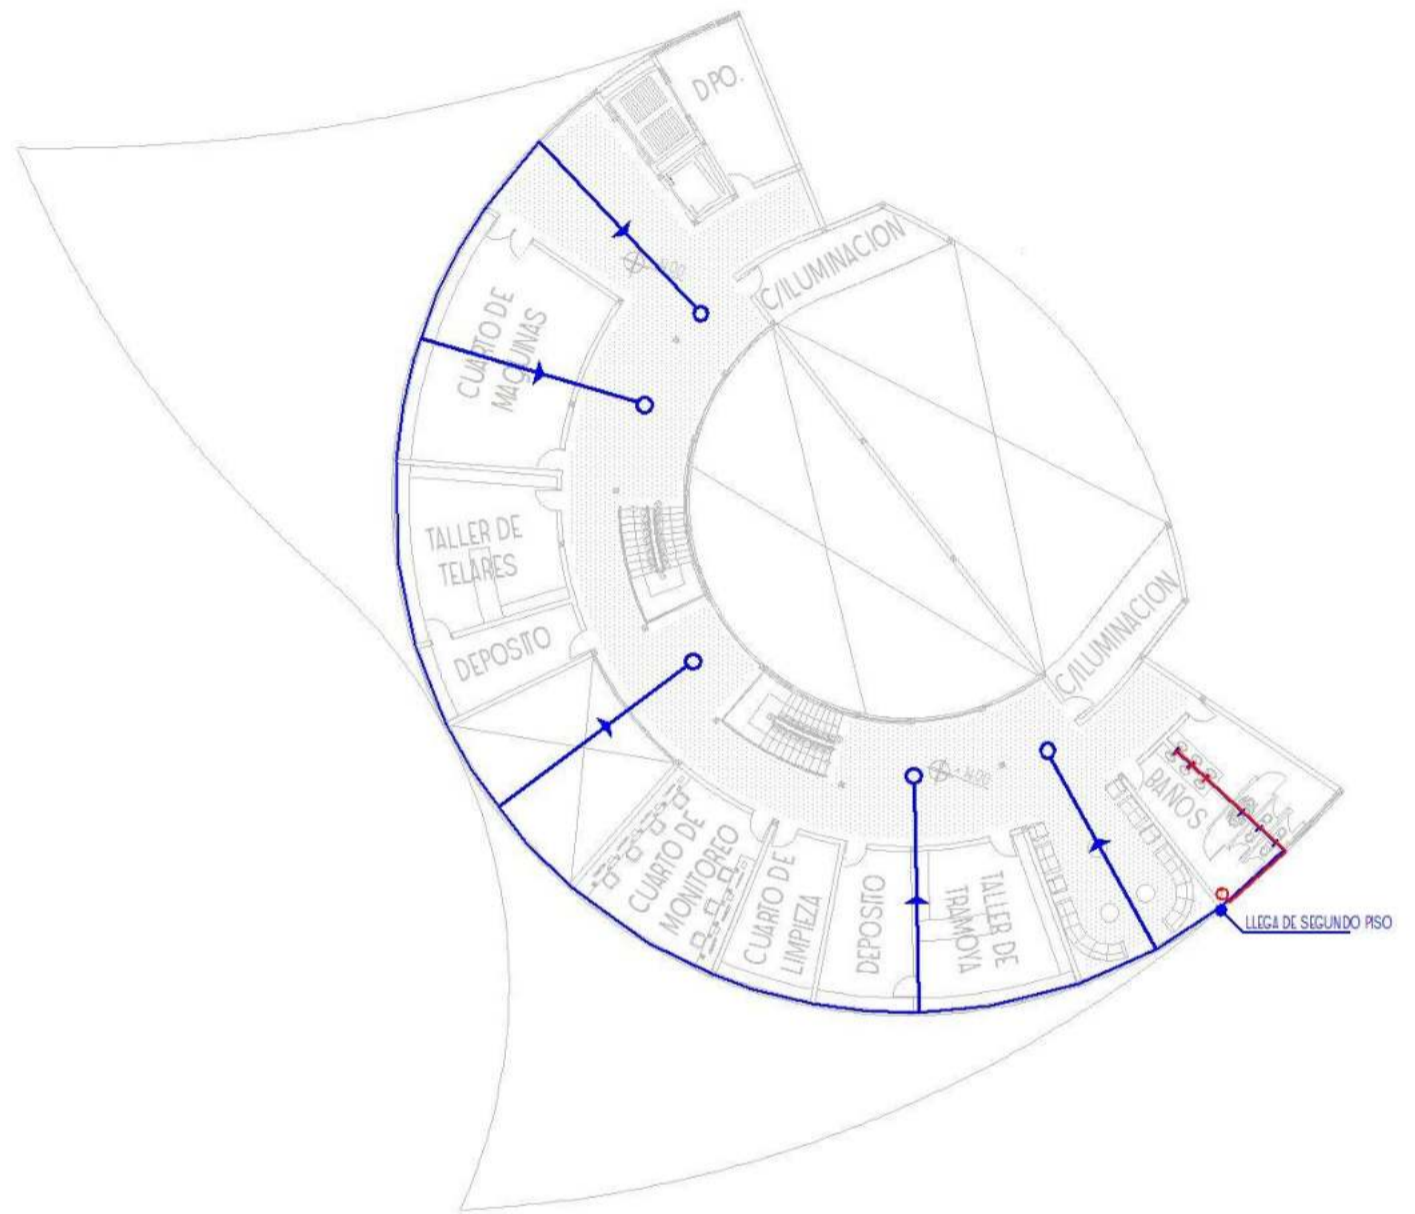 DPO.
C/ILUMINACION
CUARTO DE
MAQUINAS
TALLER DE
TELARES
DEPOSITO
C/ILUMINACION
BAÑOS
CUARTO DE
MONITOREO
CUARTO DE
LIMPIEZA
DEPOSITO
TALLER DE
TRAMOYA
LLEGA DE SEGUNDO PISO